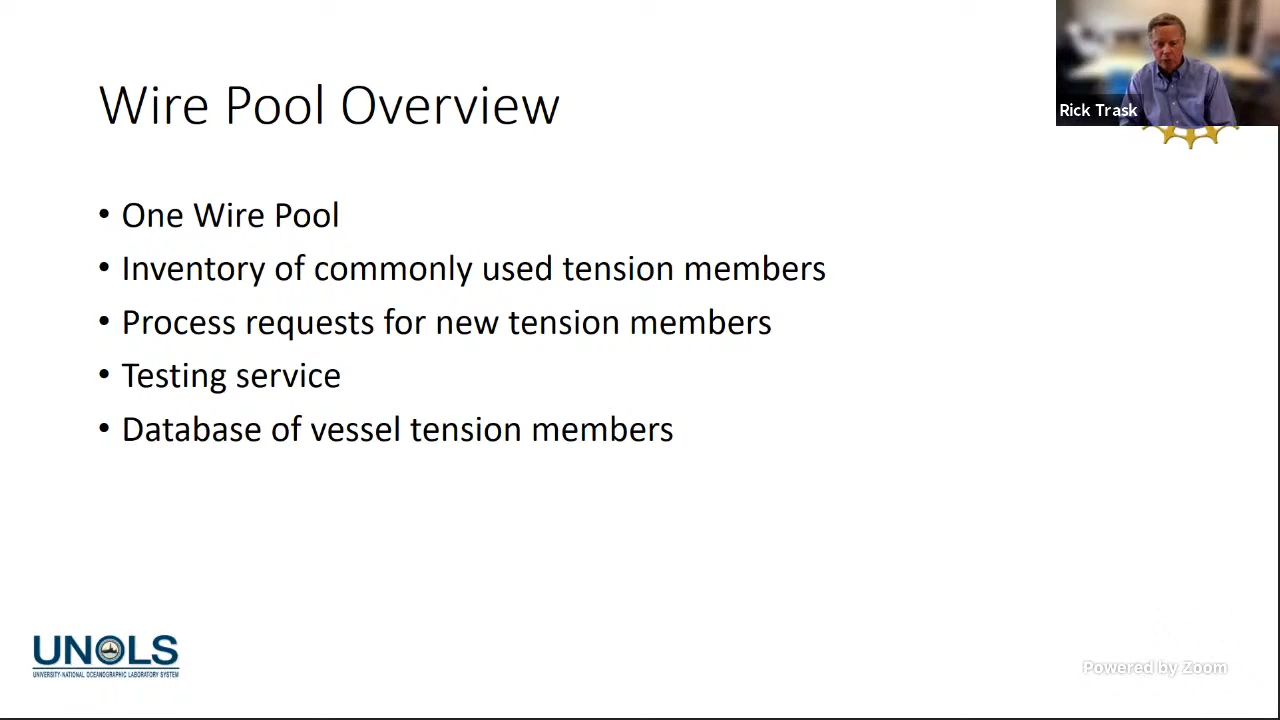 Wire Pool Overview
Rick Trask
• One Wire Pool
• Inventory of commonly used tension members
• Process requests for new tension members
• Testing service
• Database of vessel tension members
UNOLS
UNIVERSITY-NATIONAL OCEANOGRAPHIC LABORATORY SYSTEM
Powered by Zoom